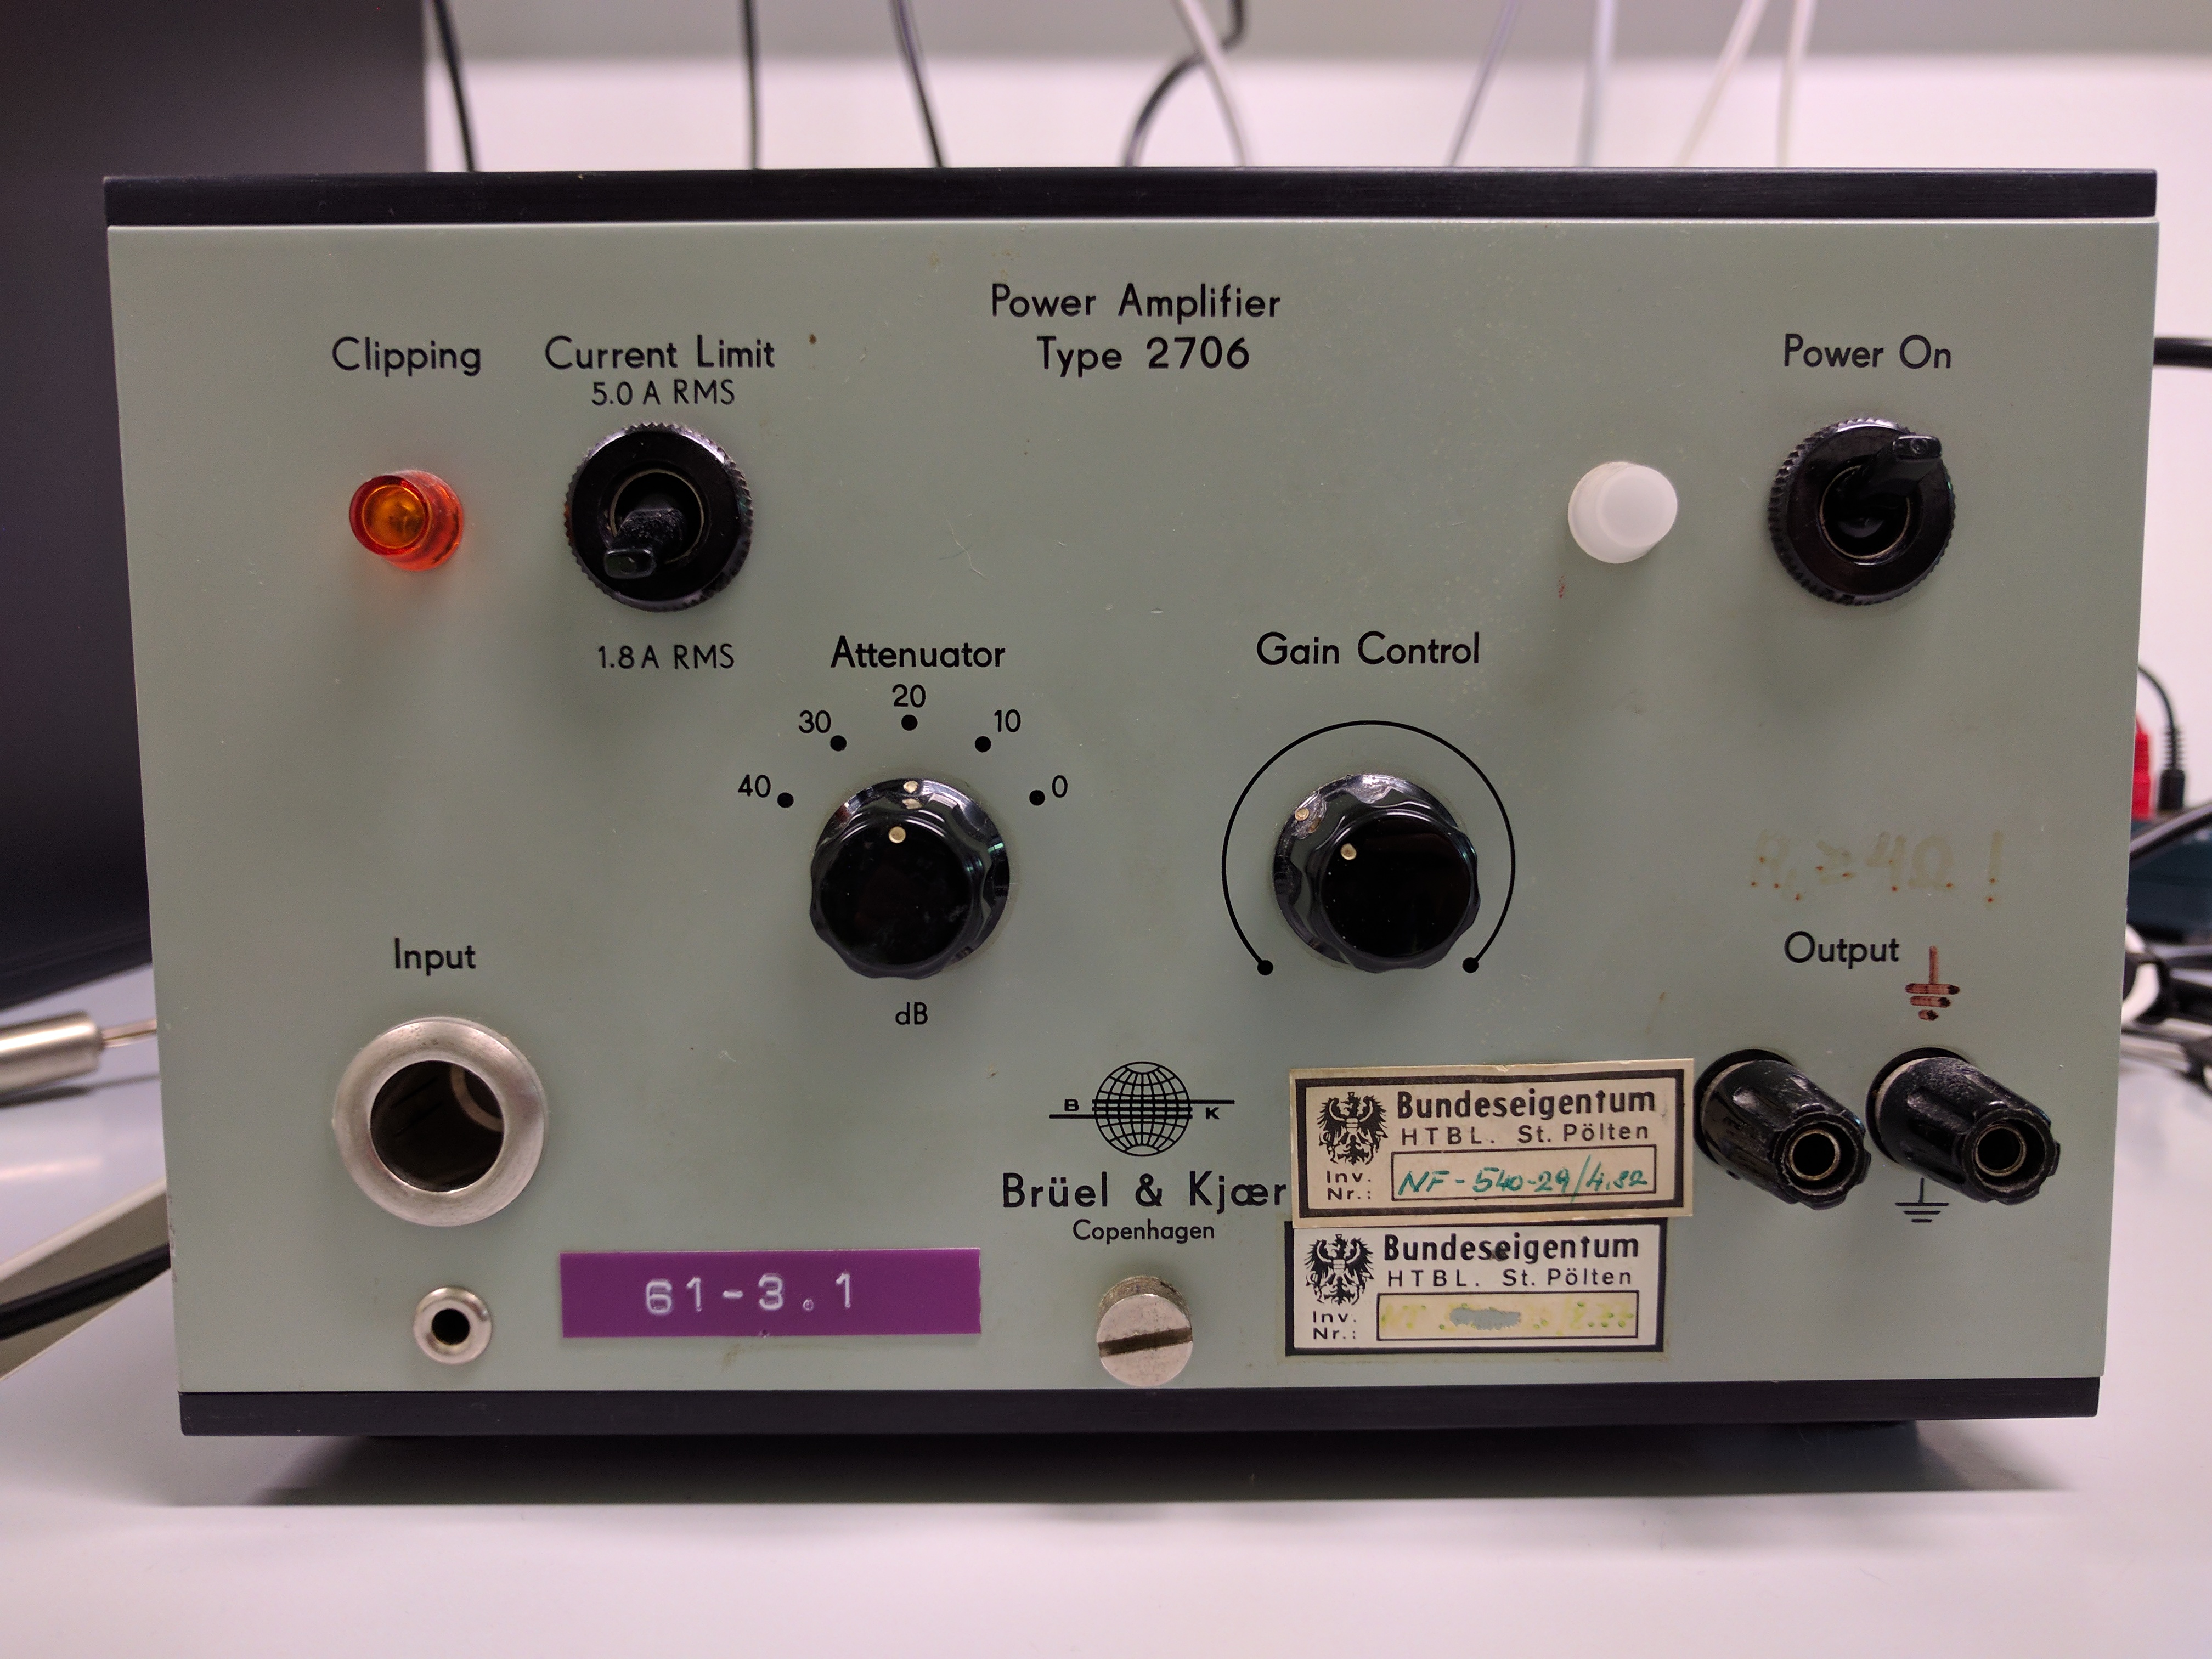 Power Amplifier
Type 2706
Clipping
Current Limit
5.0 A RMS
1.8 A RMS
Power On
Attenuator
20
30
10
40
0
dB
Gain Control
≥ 4Ω !
Input
Output
B K
Brüel & Kjær
Copenhagen
Bundeseigentum
HTBL. St. Pölten
Inv.
Nr.: NF-540-29/4.82
Bundeseigentum
HTBL. St. Pölten
Inv.
Nr.:
61-3.1